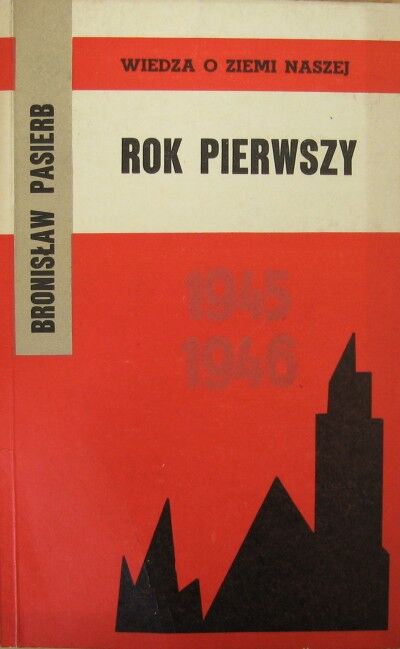 WIEDZA O ZIEMI NASZEJ
BRONISŁAW PASIERB
ROK PIERWSZY
1945
1946